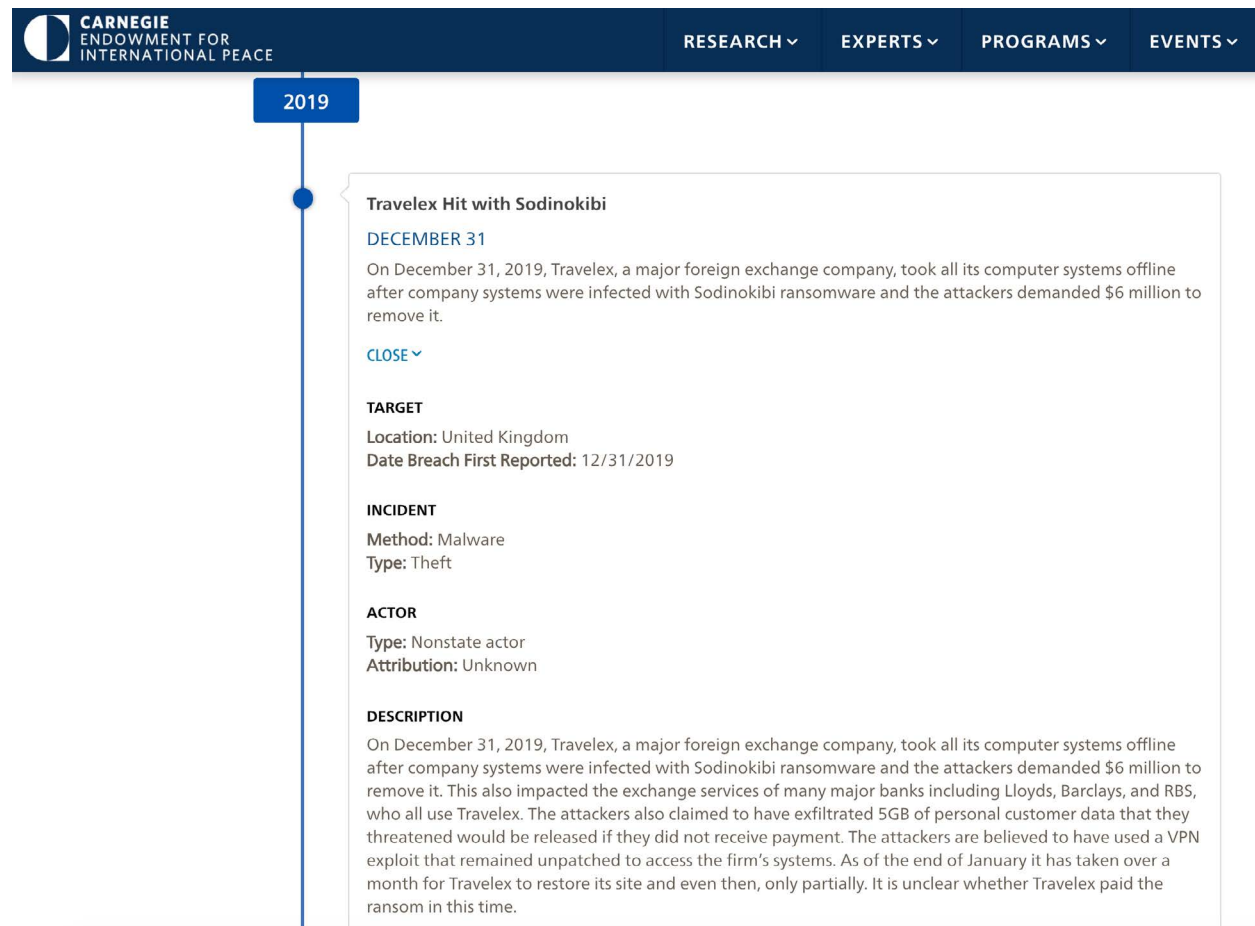 CARNEGIE
ENDOWMENT FOR
INTERNATIONAL PEACE
RESEARCH
EXPERTS
PROGRAMS
EVENTS
2019
Travelex Hit with Sodinokibi
DECEMBER 31
On December 31, 2019, Travelex, a major foreign exchange company, took all its computer systems offline
after company systems were infected with Sodinokibi ransomware and the attackers demanded $6 million to
remove it.
CLOSE
TARGET
Location: United Kingdom
Date Breach First Reported: 12/31/2019
INCIDENT
Method: Malware
Type: Theft
ACTOR
Type: Nonstate actor
Attribution: Unknown
DESCRIPTION
On December 31, 2019, Travelex, a major foreign exchange company, took all its computer systems offline
after company systems were infected with Sodinokibi ransomware and the attackers demanded $6 million to
remove it. This also impacted the exchange services of many major banks including Lloyds, Barclays, and RBS,
who all use Travelex. The attackers also claimed to have exfiltrated 5GB of personal customer data that they
threatened would be released if they did not receive payment. The attackers are believed to have used a VPN
exploit that remained unpatched to access the firm's systems. As of the end of January it has taken over a
month for Travelex to restore its site and even then, only partially. It is unclear whether Travelex paid the
ransom in this time.